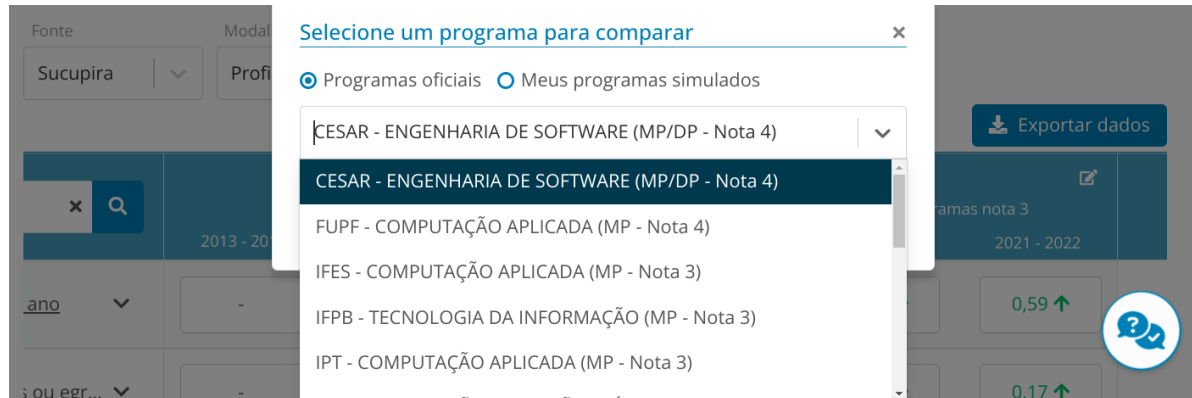 Fonte
Modal
Selecione um programa para comparar
Sucupira
Profi
Programas oficiais
Meus programas simulados
CESAR - ENGENHARIA DE SOFTWARE (MP/DP - Nota 4)
Exportar dados
CESAR - ENGENHARIA DE SOFTWARE (MP/DP - Nota 4)
ramas nota 3
FUPF - COMPUTAÇÃO APLICADA (MP - Nota 4)
2013 - 20
2021 - 2022
IFES - COMPUTAÇÃO APLICADA (MP - Nota 3)
ano
-
0,59
IFPB - TECNOLOGIA DA INFORMAÇÃO (MP - Nota 3)
IPT - COMPUTAÇÃO APLICADA (MP - Nota 3)
s ou egr...
-
0,17